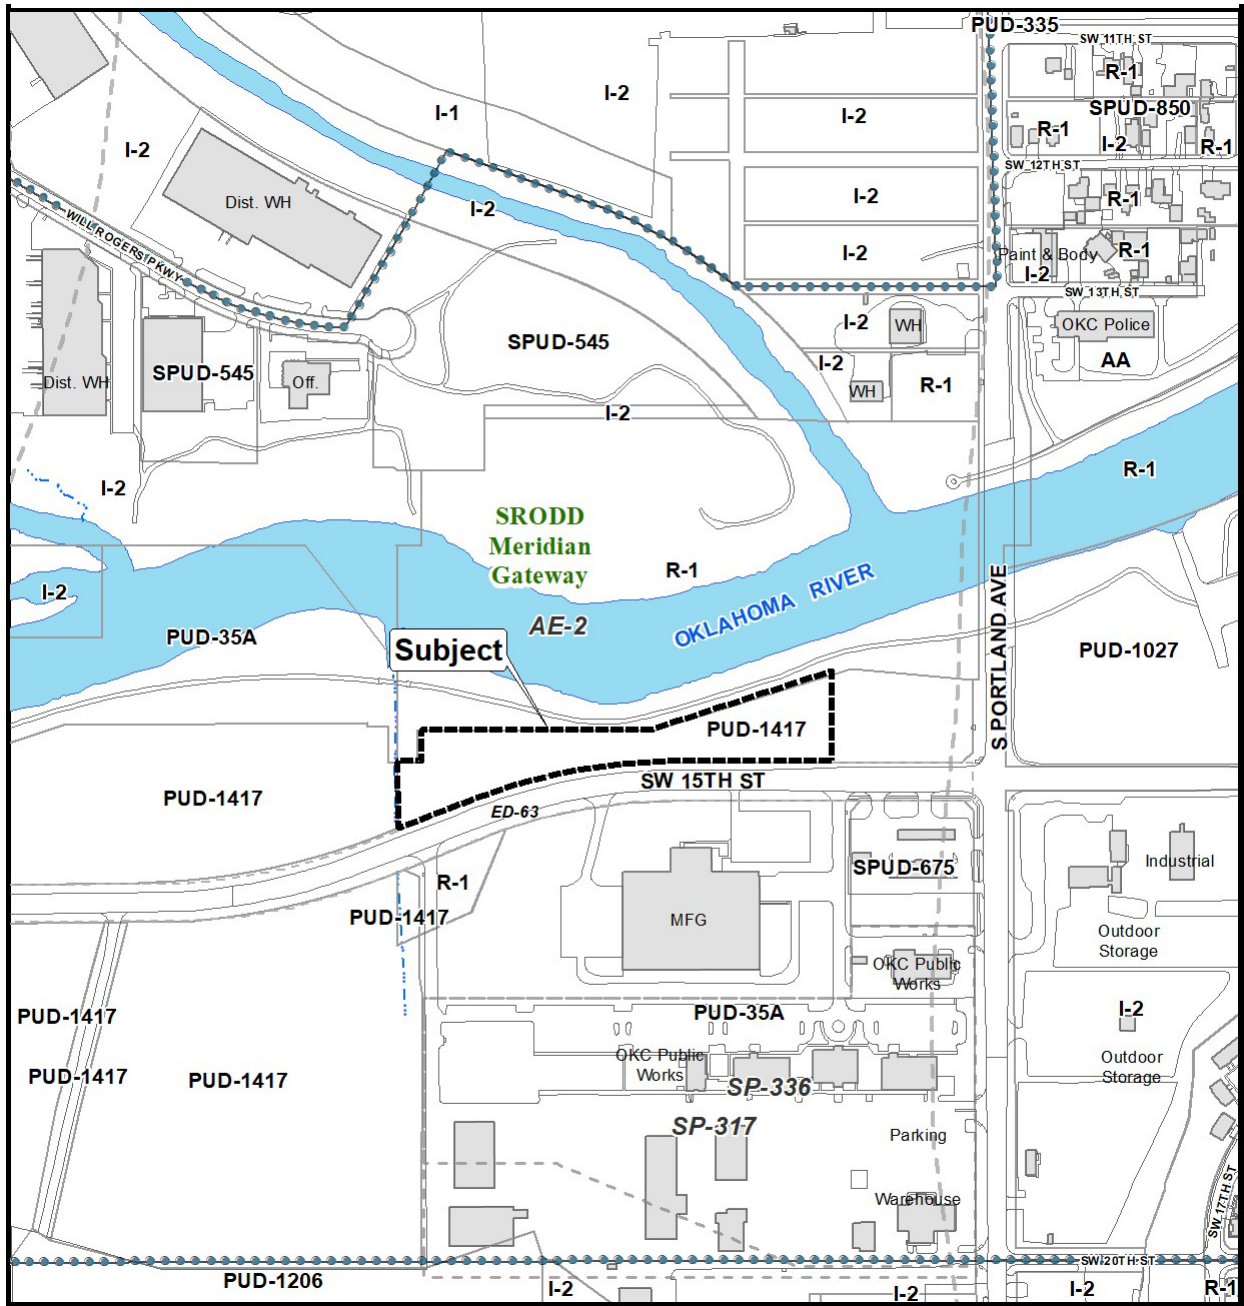 PUD-335
SW 11TH ST
R-1
I-2
I-1
SPUD-850
I-2
R-1
I-2
R-1
I-2
SW 12TH ST
Dist. WH
I-2
I-2
R-1
WILL ROGERS PKWY
I-2
Paint & Body
R-1
I-2
SW 13TH ST
I-2
WH
OKC Police
SPUD-545
AA
I-2
SPUD-545
Dist. WH
Off.
WH
R-1
I-2
R-1
I-2
SRODD
Meridian
Gateway
R-1
I-2
OKLAHOMA RIVER
S PORTLAND AVE
AE-2
PUD-35A
Subject
PUD-1027
PUD-1417
SW 15TH ST
PUD-1417
ED-63
Industrial
SPUD-675
R-1
PUD-1417
MFG
Outdoor
Storage
OKC Public
Works
PUD-1417
PUD-35A
I-2
OKC Public
Works
Outdoor
Storage
PUD-1417
PUD-1417
SP-336
SP-317
Parking
Warehouse
SW 17TH ST
SW 20TH ST
PUD-1206
I-2
I-2
I-2
R-1